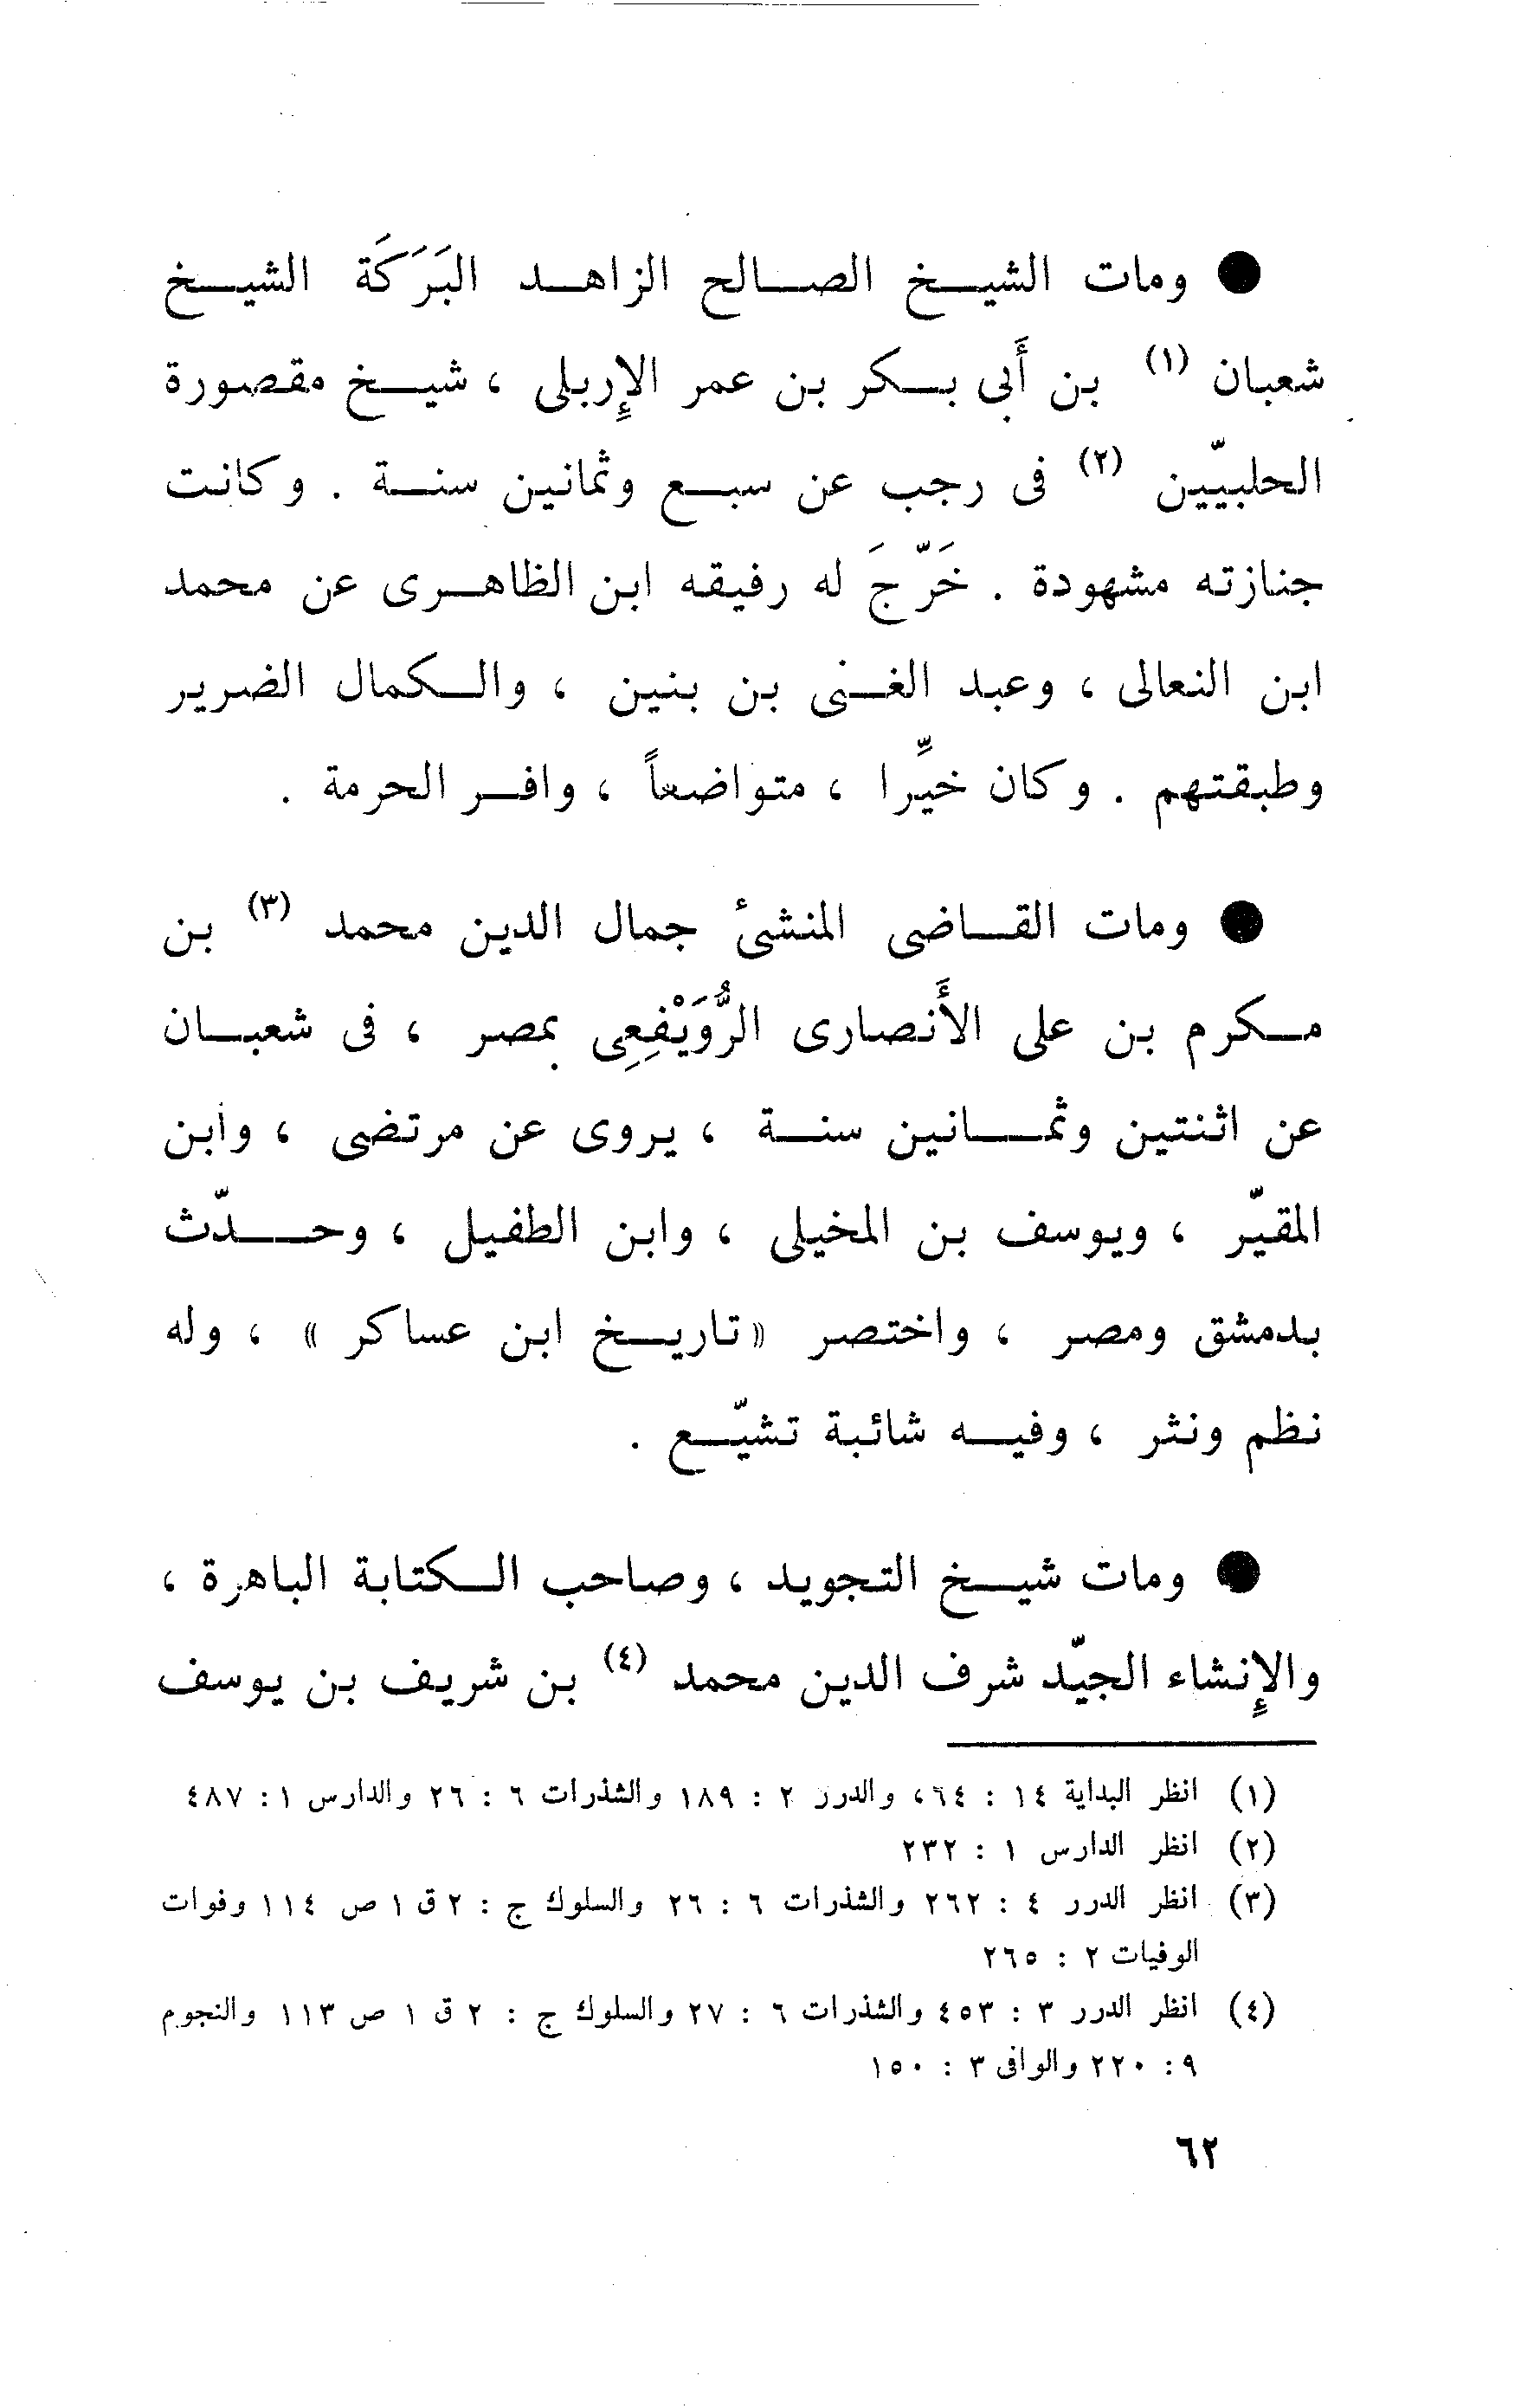 ● ومات الشيخ الصالح الزاهد البَرَكَة الشيخ
شعبان (١) بن أَبى بكر بن عمر الإِربلى ، شيخ مقصورة
الحلبيّين (٢) فى رجب عن سبع وثمانين سنة . وكانت
جنازته مشهودة . خَرّجَ له رفيقه ابن الظاهرى عن محمد
ابن النعالى ، وعبد الغنى بن بنين ، والكمال الضرير
وطبقتهم . وكان خيِّرا ، متواضعاً ، وافر الحرمة .
● ومات القاضى المنشئ جمال الدين محمد (٣) بن
مكرم بن على الأَنصارى الرُّوَيْفِعِى بمصر ، فى شعبان
عن اثنتين وثمانين سنة ، يروى عن مرتضى ، وابن
المقيّر ، ويوسف بن المخيلى ، وابن الطفيل ، وحدّث
بدمشق ومصر ، واختصر « تاريخ ابن عساكر » ، وله
نظم ونثر ، وفيه شائبة تشيّع .
● ومات شيخ التجويد ، وصاحب الكتابة الباهرة ،
والإِنشاء الجيّد شرف الدين محمد (٤) بن شريف بن يوسف
(١) انظر البداية ١٤ : ٦٤، والدرر ٢ : ١٨٩ والشذرات ٦ : ٢٦ والدارس ١ : ٤٨٧
(٢) انظر الدارس ١ : ٢٣٢
(٣) انظر الدرر ٤ : ٢٦٢ والشذرات ٦ : ٢٦ والسلوك ج : ٢ ق ١ ص ١١٤ وفوات
الوفيات ٢ : ٢٦٥
(٤) انظر الدرر ٣ : ٤٥٣ والشذرات ٦ : ٢٧ والسلوك ج : ٢ ق ١ ص ١١٣ والنجوم
٩ : ٢٢٠ والوافى ٣ : ١٥٠
٦٢